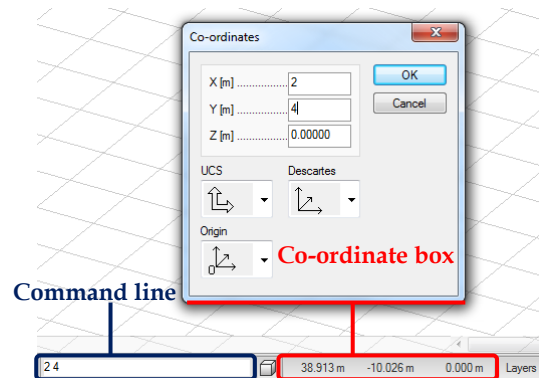 Co-ordinates
X [m] ................ 2
OK
Y [m] ................ 4
Cancel
Z [m] ................ 0.00000
UCS
Descartes
Origin
0
Co-ordinate box
Command line
2 4
38.913 m -10.026 m 0.000 m Layers